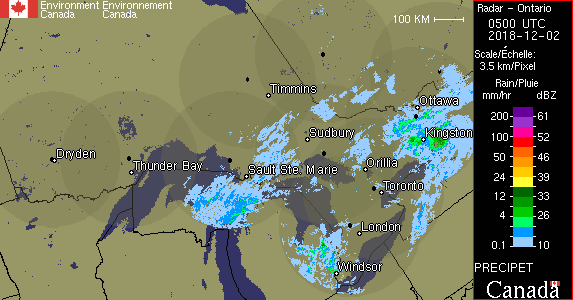 Environment Environnement
Canada Canada
100 KM
Timmins
Ottawa
Sudbury
Kingston
Dryden
Thunder Bay
Orillia
Sault Ste. Marie
Toronto
London
Windsor
Radar - Ontario
0500 UTC
2018-12-02
Scale/Échelle:
3.5 km/Pixel
Rain/Pluie
mm/hr dBZ
200 61
100 52
50 46
24 39
12 33
4 26
0.1 10
PRECIPET
Canada